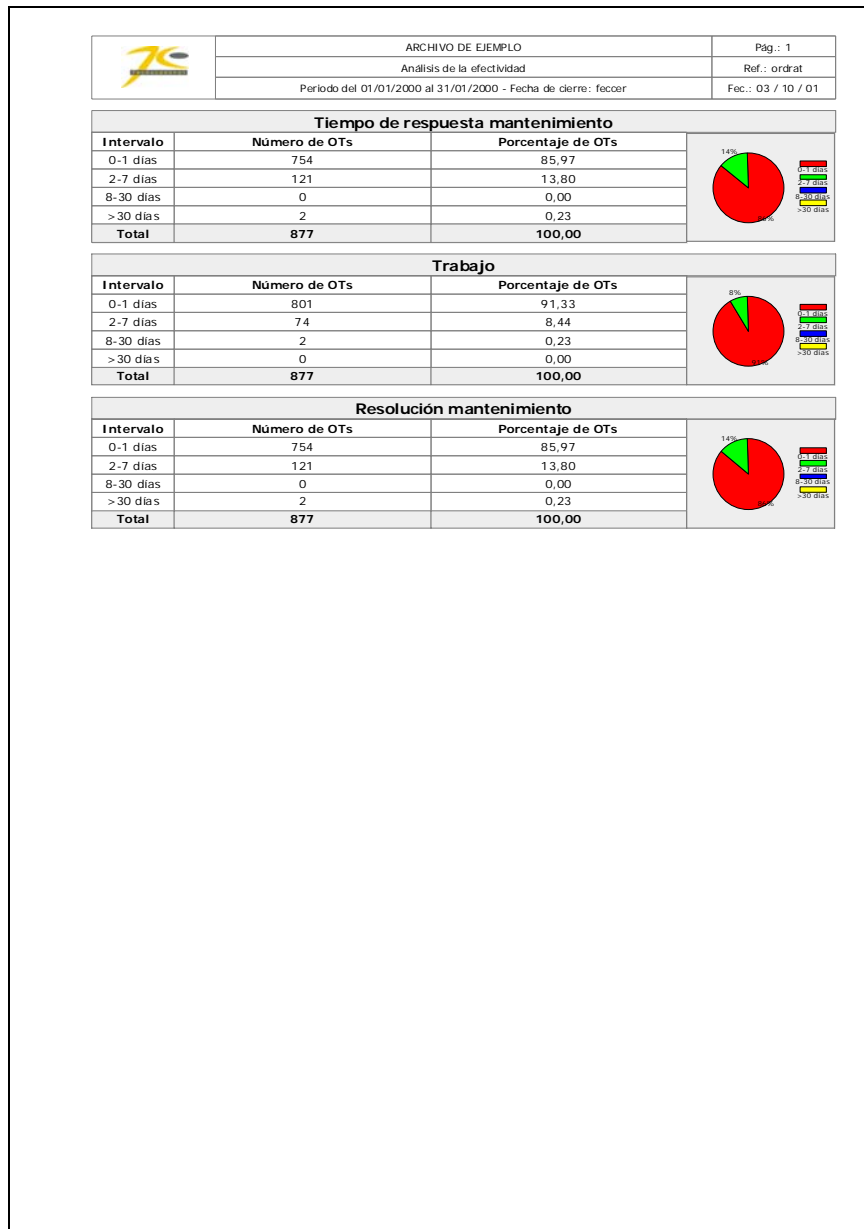 ARCHIVO DE EJEMPLO
Pág.: 1
Análisis de la efectividad
Ref.: ordrat
Periodo del 01/01/2000 al 31/01/2000 - Fecha de cierre: feccer
Fec.: 03 / 10 / 01
Tiempo de respuesta mantenimiento
Intervalo Número de OTs Porcentaje de OTs
0-1 días 754 85,97
2-7 días 121 13,80
8-30 días 0 0,00
>30 días 2 0,23
Total 877 100,00
14%
86%
0-1 días
2-7 días
8-30 días
>30 días
Trabajo
Intervalo Número de OTs Porcentaje de OTs
0-1 días 801 91,33
2-7 días 74 8,44
8-30 días 2 0,23
>30 días 0 0,00
Total 877 100,00
8%
91%
0-1 días
2-7 días
8-30 días
>30 días
Resolución mantenimiento
Intervalo Número de OTs Porcentaje de OTs
0-1 días 754 85,97
2-7 días 121 13,80
8-30 días 0 0,00
>30 días 2 0,23
Total 877 100,00
14%
86%
0-1 días
2-7 días
8-30 días
>30 días